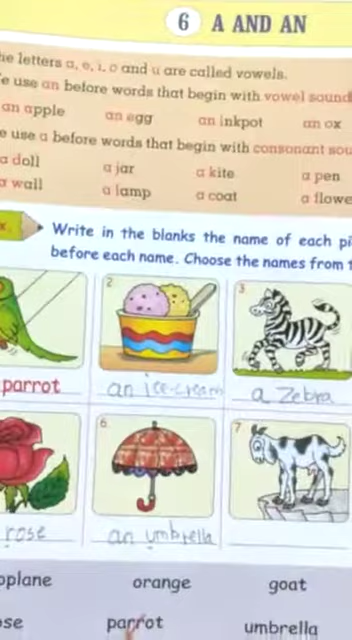 6 A AND AN
he letters a, e, i, o and u are called vowels.
e use an before words that begin with vowel sound
an apple an egg an inkpot an ox
e use a before words that begin with consonant sou
a doll a jar a kite a pen
a wall a lamp a coat a flowe
Write in the blanks the name of each pi
before each name. Choose the names from t
2. 3.
parrot an ice-cream a Zebra
6. 7.
rose an umbrella
oplane orange goat
se parrot umbrella